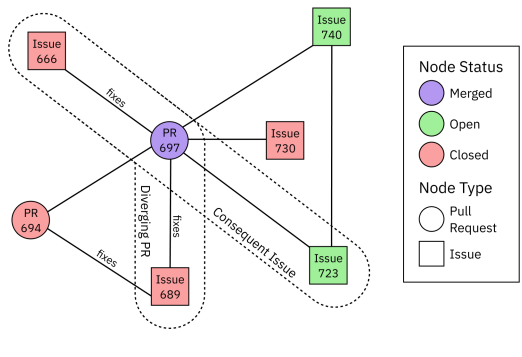 Issue
740
Issue
666
fixes
PR
697
Issue
730
PR
694
fixes
Diverging PR
fixes
Consequent Issue
Issue
689
Issue
723
Node Status
Merged
Open
Closed
Node Type
Pull
Request
Issue